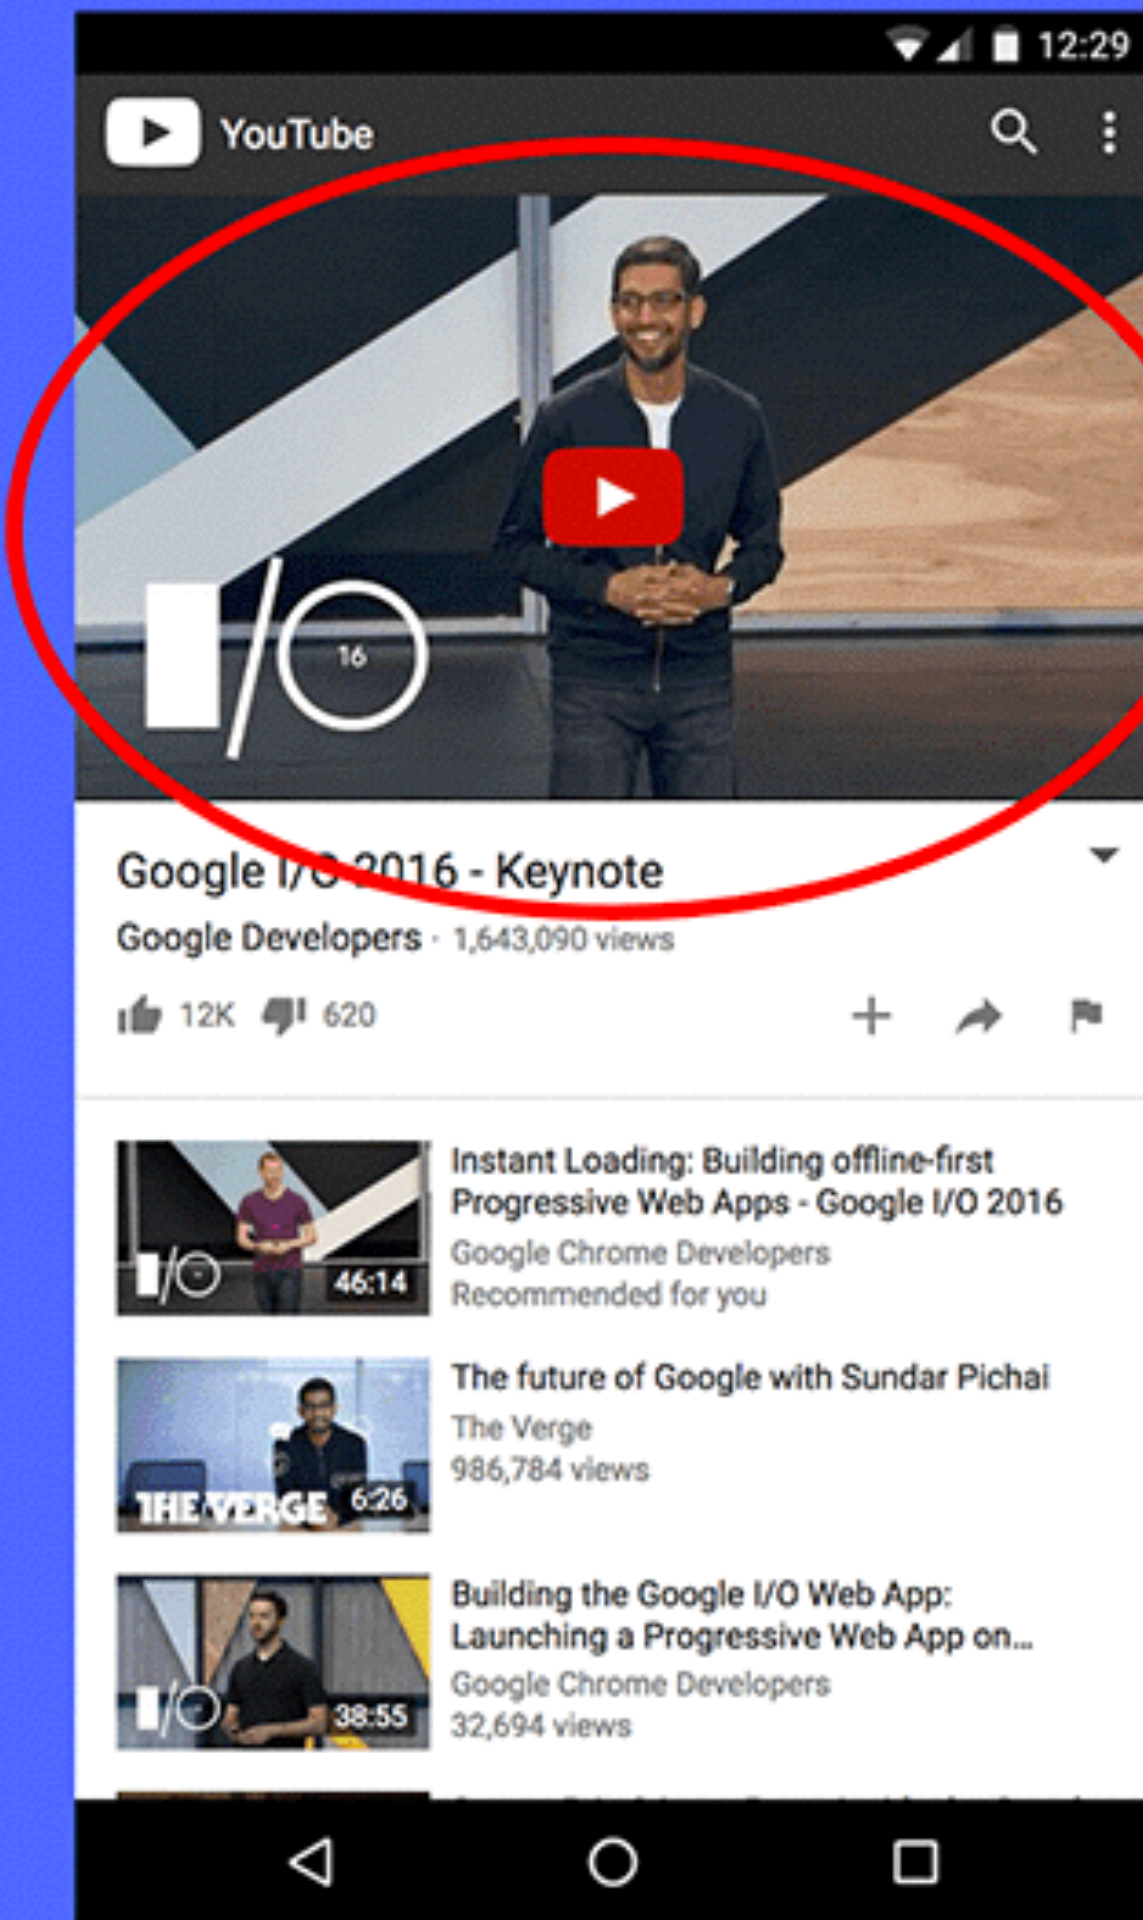 12:29
YouTube
16
Google I/O 2016 - Keynote
Google Developers · 1,643,090 views
12K 620
46:14
Instant Loading: Building offline-first
Progressive Web Apps - Google I/O 2016
Google Chrome Developers
Recommended for you
THE VERGE 6:26
The future of Google with Sundar Pichai
The Verge
986,784 views
38:55
Building the Google I/O Web App:
Launching a Progressive Web App on...
Google Chrome Developers
32,694 views